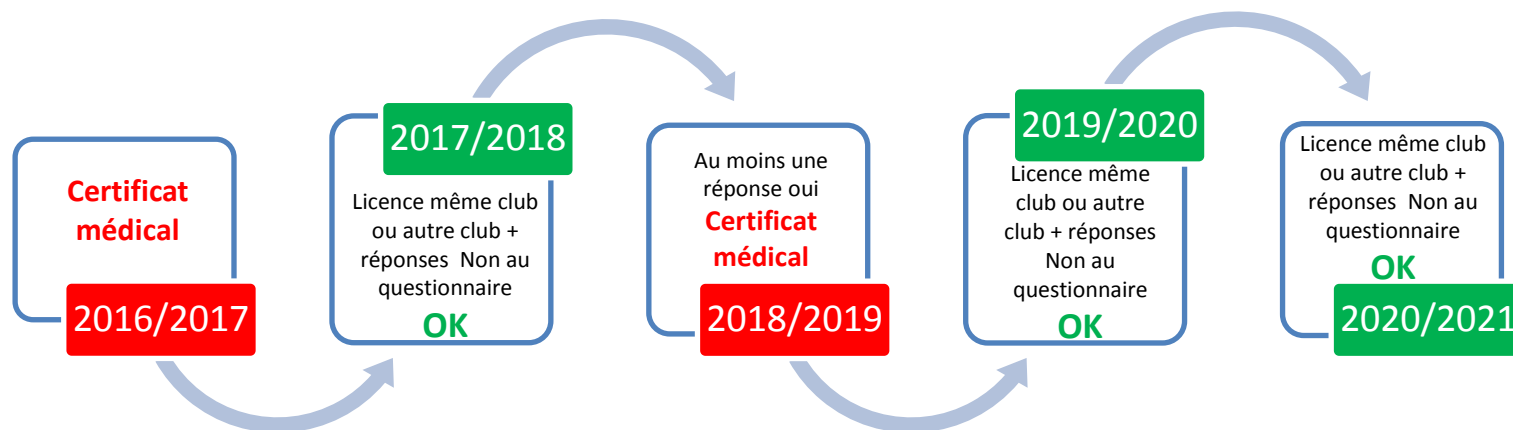 Certificat
médical
2016/2017
2017/2018
Licence même club
ou autre club +
réponses Non au
questionnaire
OK
Au moins une
réponse oui
Certificat
médical
2018/2019
2019/2020
Licence même
club ou autre
club + réponses
Non au
questionnaire
OK
Licence même club
ou autre club +
réponses Non au
questionnaire
OK
2020/2021